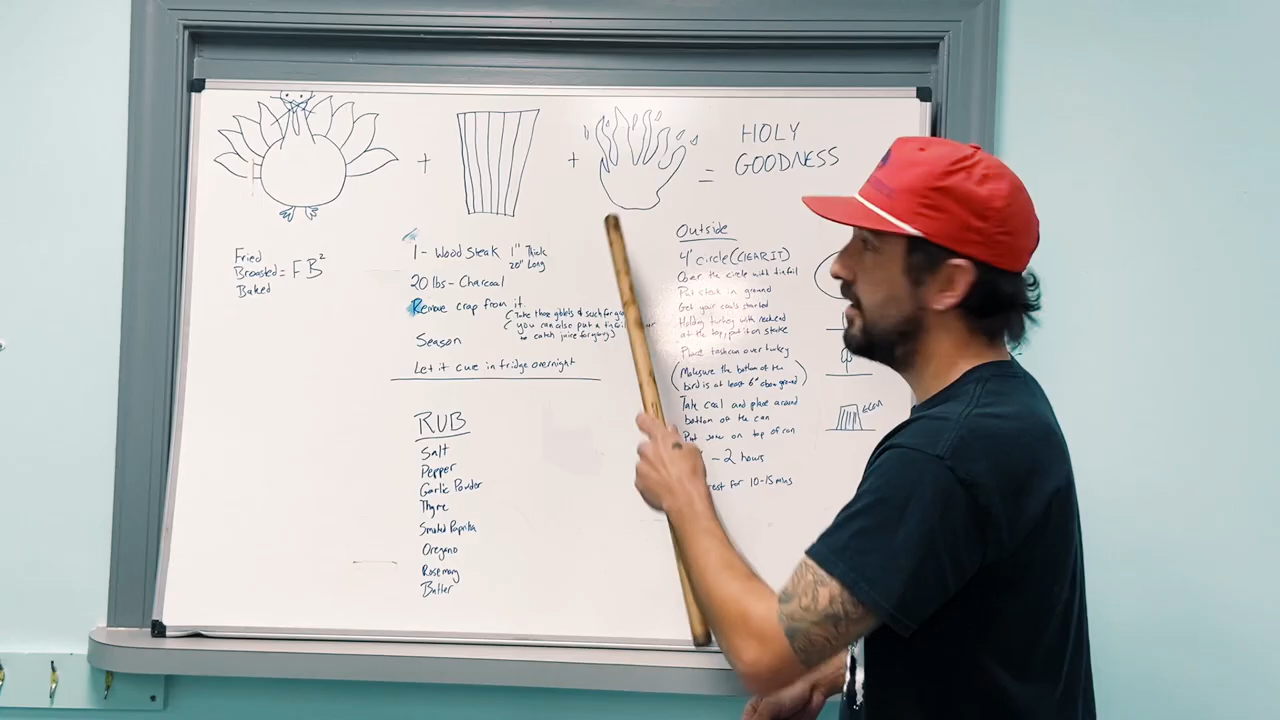 + + = HOLY
GOODNESS
Fried
Broasted = FB²
Baked
1 - Wood Steak 1" Thick
20" Long
20 lbs - Charcoal
Remove crap from it.
(Take those giblets & such for
(you can also put a tinfoil
to catch juice for gravy)
Season
Let it cure in fridge overnight
RUB
Salt
Pepper
Garlic Powder
Thyme
Smoked Paprika
Oregano
Rosemary
Butter
Outside
4' circle (CLEAR IT)
Over the circle with tinfoil
Put stak in ground
Get your coals started
Holding turkey with neck end
at the top, put it on stake
Place trashcan over turkey
(Make sure the bottom of the
bird is at least 6" above ground)
Take coal and place around
bottom of the can
Put some on top of can
~ 2 hours
rest for 10-15 mins